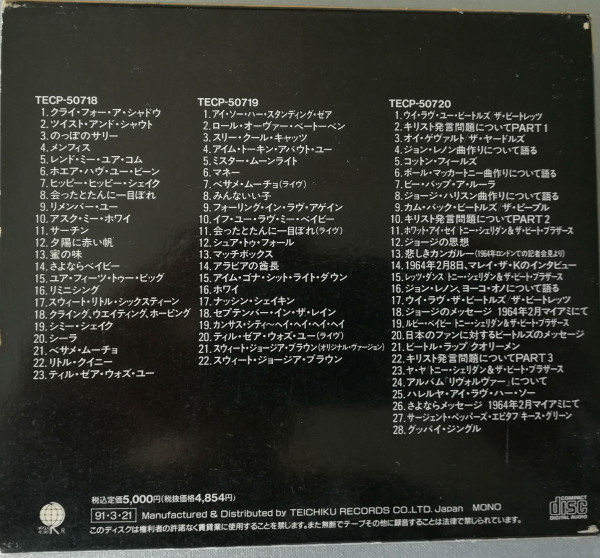 TECP-50718
1.クライ・フォー・ア・シャドウ
2.ツイスト・アンド・シャウト
3.のっぽのサリー
4.メンフィス
5.レンド・ミー・ユア・コム
6.ホエア・ハヴ・ユー・ビーン
7.ヒッピー・ヒッピー・シェイク
8.会ったとたんに一目ぼれ
9.リメンバー・ユー
10.アスク・ミー・ホワイ
11.サーチン
12.夕陽に赤い帆
13.蜜の味
14.さよならベイビー
15.ユア・フィーツ・トゥー・ビッグ
16.リミニシング
17.スウィート・リトル・シックスティーン
18.クライング、ウエイティング、ホーピング
19.シミー・シェイク
20.シーラ
21.ベサメ・ムーチョ
22.リトル・クイニー
23.ティル・ゼア・ウォズ・ユー
TECP-50719
1.アイ・ソー・ハー・スタンディング・ゼア
2.ロール・オーヴァー・ベートーベン
3.スリー・クール・キャッツ
4.アイム・トーキン・アバウト・ユー
5.ミスター・ムーンライト
6.マネー
7.ベサメ・ムーチョ(ライヴ)
8.みんないい子
9.フォーリング・イン・ラヴ・アゲイン
10.イフ・ユー・ラヴ・ミー・ベイビー
11.会ったとたんに一目ぼれ(ライヴ)
12.シュア・トゥ・フォール
13.マッチボックス
14.アラビアの酋長
15.アイム・ゴナ・シット・ライト・ダウン
16.ホワイ
17.ナッシン・シェイキン
18.セプテンバー・イン・ザ・レイン
19.カンサス・シティ〜ヘイ・ヘイ・ヘイ・ヘイ
20.ティル・ゼア・ウォズ・ユー(ライヴ)
21.スウィート・ジョージア・ブラウン(オリジナル・ヴァージョン)
22.スウィート・ジョージア・ブラウン
TECP-50720
1.ウイ・ラヴ・ユー・ビートルズ ザ・ビートレッツ
2.キリスト発言問題についてPART1
3.オイ・ゲヴァルト ザ・ヤードルズ
4.ジョン・レノン曲作りについて語る
5.コットン・フィールズ
6.ポール・マッカートニー曲作りについて語る
7.ビー・バップ・ア・ルーラ
8.ジョージ・ハリスン曲作りについて語る
9.カム・バック・ビートルズ ザ・ピープル
10.キリスト発言問題についてPART2
11.ホワット・アイ・セイ トニー・シェリダン&ザ・ビート・ブラザース
12.ジョージの思想
13.悲しきカンガルー(1964年ロンドンでの記者会見より)
14.1964年2月8日、マレイ・ザ・Kのインタビュー
15.レッツ・ダンス トニー・シェリダン&ザ・ビート・ブラザース
16.ジョン・レノン、ヨーコ・オノについて語る
17.ウイ・ラヴ・ザ・ビートルズ ザ・ビートレッツ
18.ジョージのメッセージ 1964年2月マイアミにて
19.ルビー・ベイビー トニー・シェリダン&ザ・ビート・ブラザース
20.日本のファンに対するビートルズのメッセージ
21.ビートル・ラップ クオリーメン
22.キリスト発言問題についてPART3
23.ヤ・ヤ トニー・シェリダン&ザ・ビート・ブラザース
24.アルバム「リヴォルヴァー」について
25.ハレルヤ・アイ・ラヴ・ハー・ソー
26.さよならメッセージ 1964年2月マイアミにて
27.サージェント・ペッパーズ・エピタフ キース・グリーン
28.グッバイ・ジングル
税込定価5,000円(税抜価格4,854円)
91・3・21 Manufactured & Distributed by TEICHIKU RECORDS CO.,LTD. Japan MONO
このディスクは権利者の許諾なく賃貸業に使用することを禁じます。また無断でテープその他に録音することは法律で禁じられています。
R
COMPACT
disc
DIGITAL AUDIO